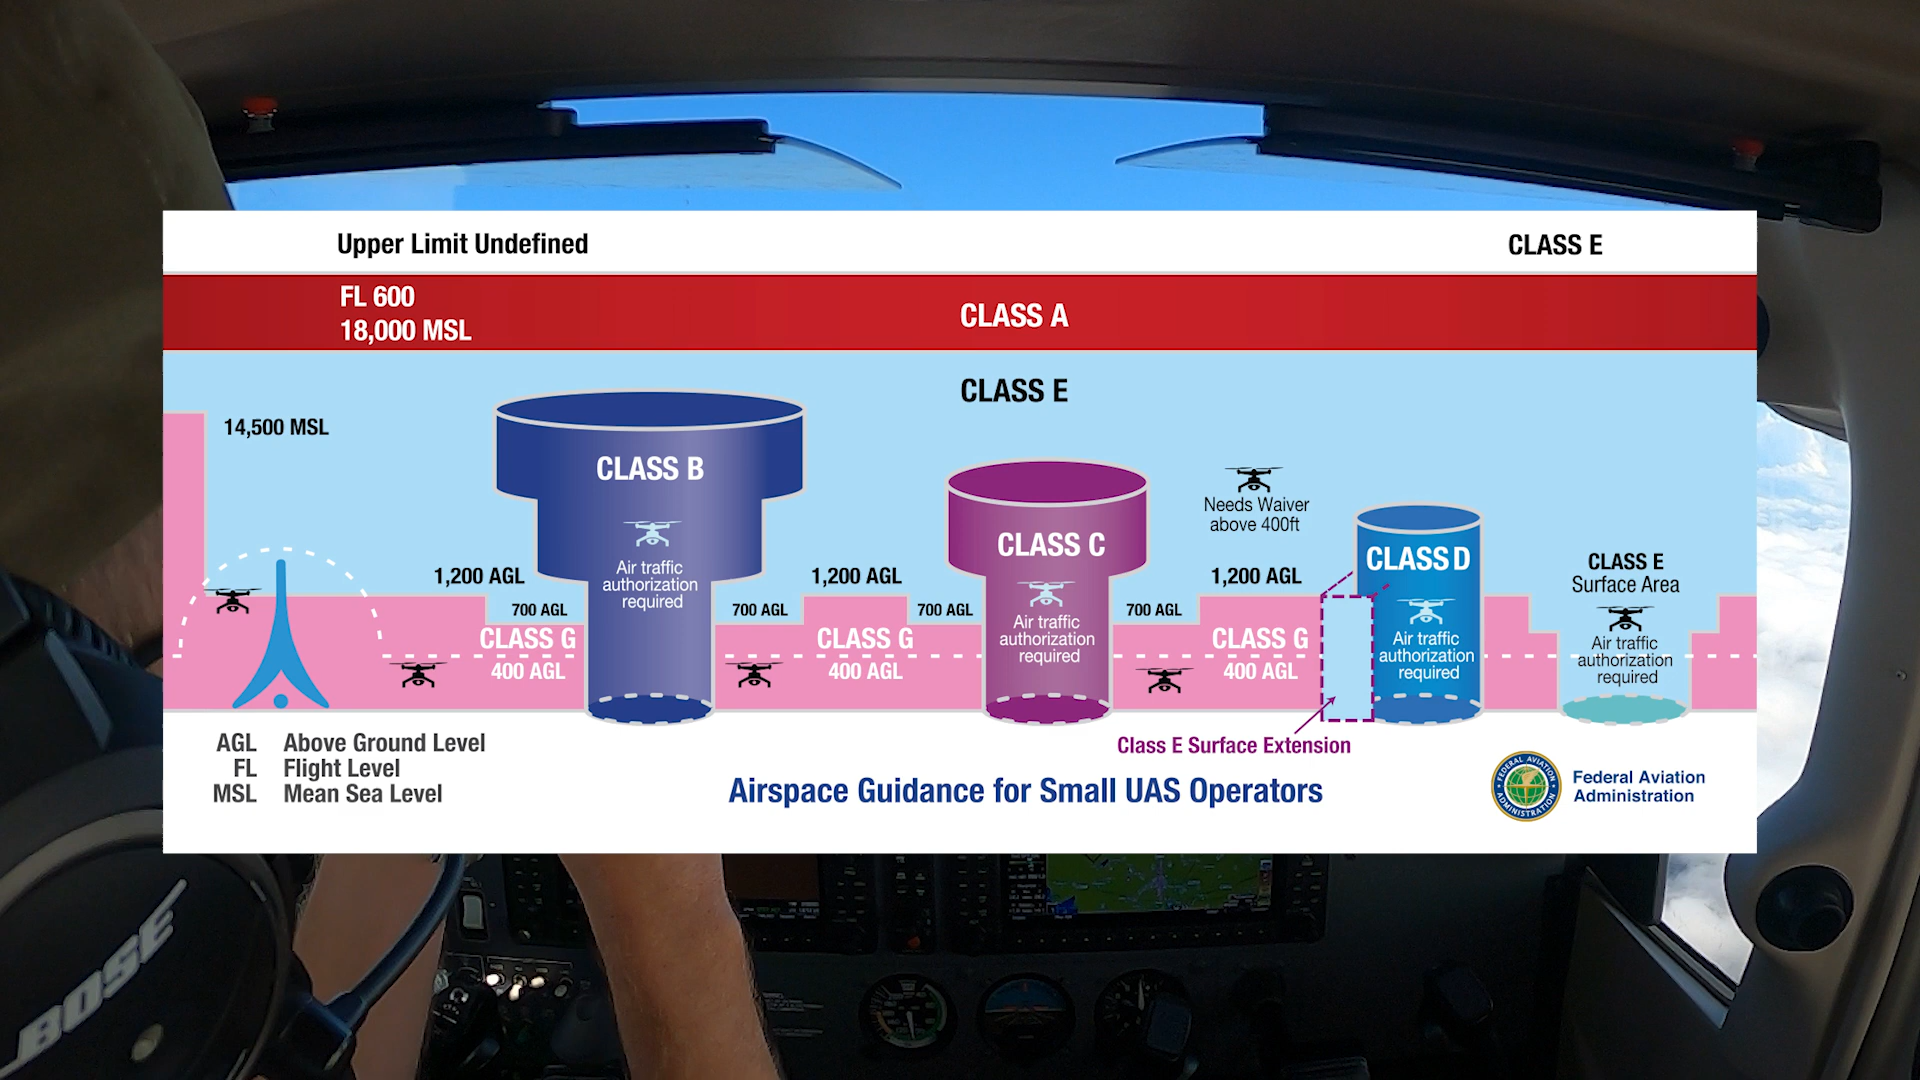 Upper Limit Undefined
CLASS E
FL 600
18,000 MSL
CLASS A
CLASS E
14,500 MSL
CLASS B
Air traffic
authorization
required
CLASS C
Air traffic
authorization
required
Needs Waiver
above 400ft
CLASS D
Air traffic
authorization
required
CLASS E
Surface Area
Air traffic
authorization
required
1,200 AGL
700 AGL
700 AGL
1,200 AGL
700 AGL
700 AGL
1,200 AGL
CLASS G
400 AGL
CLASS G
400 AGL
CLASS G
400 AGL
Class E Surface Extension
AGL Above Ground Level
FL Flight Level
MSL Mean Sea Level
Airspace Guidance for Small UAS Operators
FEDERAL AVIATION
ADMINISTRATION
Federal Aviation
Administration
BOSE